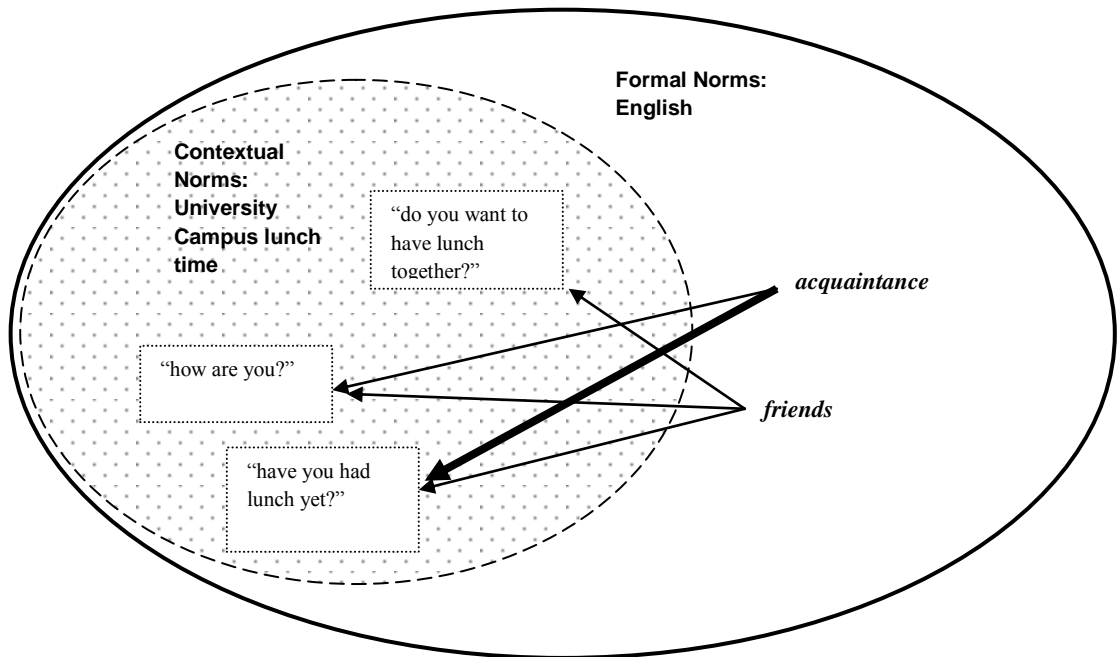 Formal Norms:
English
Contextual
Norms:
University
Campus lunch
time
“do you want to
have lunch
together?”
acquaintance
“how are you?”
friends
“have you had
lunch yet?”